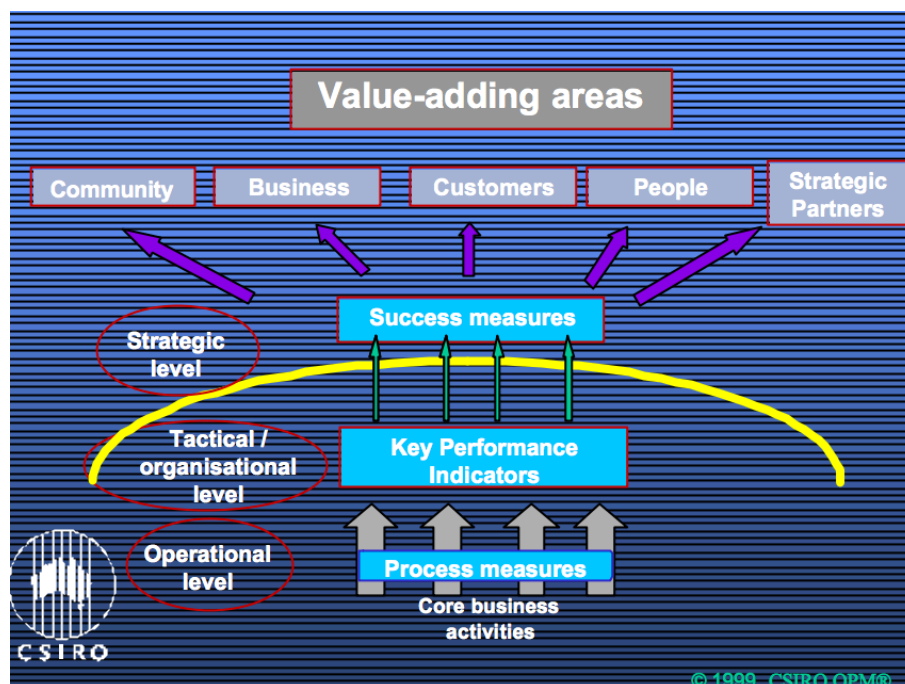 Value-adding areas
Community
Business
Customers
People
Strategic
Partners
Success measures
Strategic
level
Tactical /
organisational
level
Key Performance
Indicators
Operational
level
Process measures
Core business
activities
CSIRO
© 1999 CSIRO OPM®